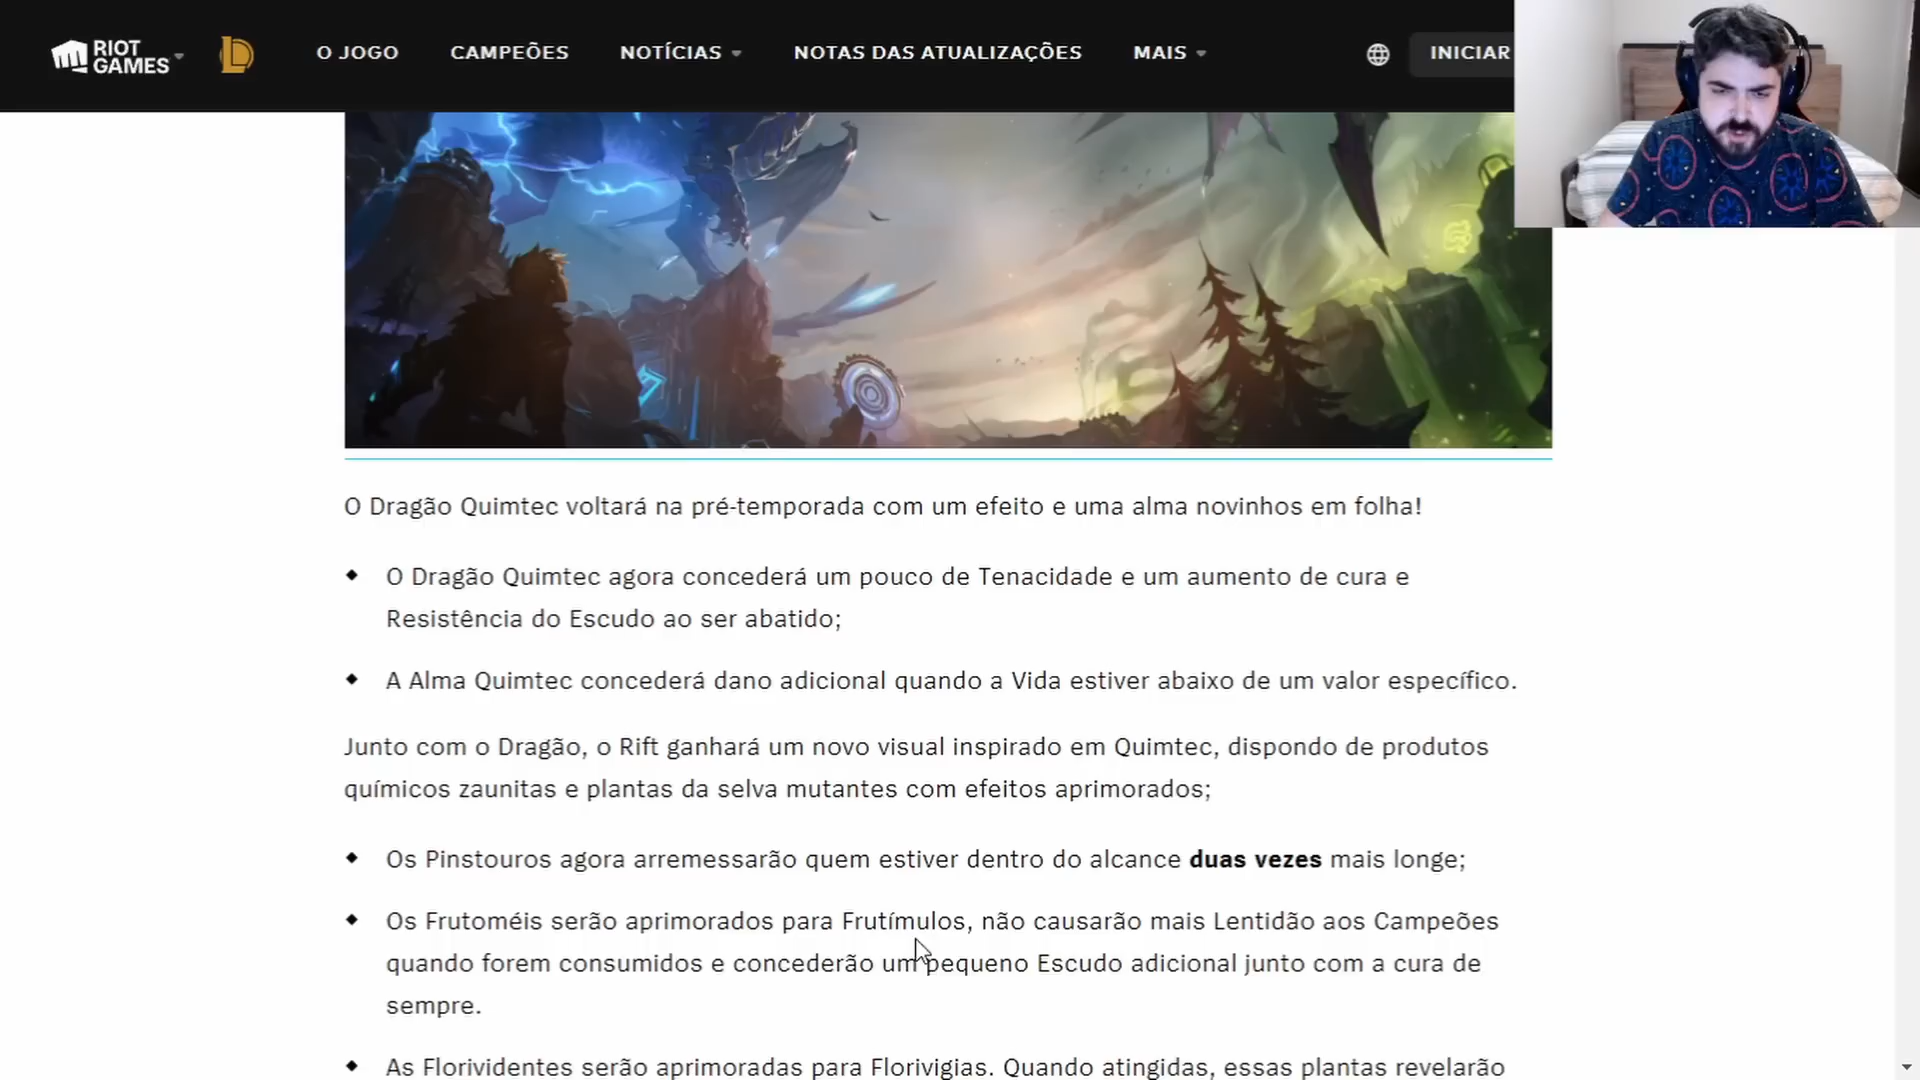 RIOT
GAMES
O JOGO
CAMPEÕES
NOTÍCIAS
NOTAS DAS ATUALIZAÇÕES
MAIS
INICIAR
O Dragão Quimtec voltará na pré-temporada com um efeito e uma alma novinhos em folha!
O Dragão Quimtec agora concederá um pouco de Tenacidade e um aumento de cura e
Resistência do Escudo ao ser abatido;
A Alma Quimtec concederá dano adicional quando a Vida estiver abaixo de um valor específico.
Junto com o Dragão, o Rift ganhará um novo visual inspirado em Quimtec, dispondo de produtos
químicos zaunitas e plantas da selva mutantes com efeitos aprimorados;
Os Pinstouros agora arremessarão quem estiver dentro do alcance duas vezes mais longe;
Os Frutoméis serão aprimorados para Frutímulos, não causarão mais Lentidão aos Campeões
quando forem consumidos e concederão um pequeno Escudo adicional junto com a cura de
sempre.
As Florividentes serão aprimoradas para Florivigias. Quando atingidas, essas plantas revelarão